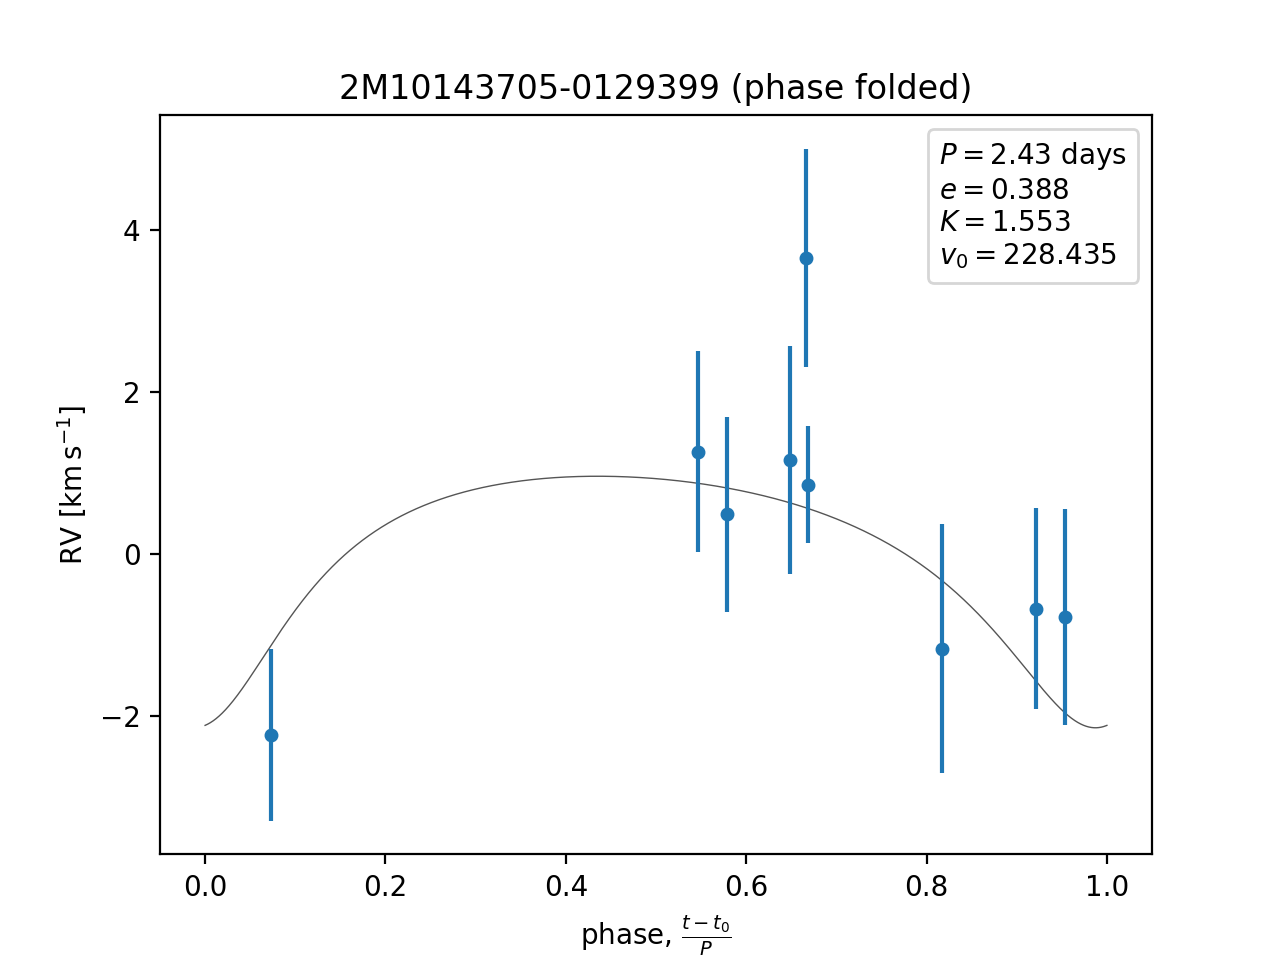 2M10143705-0129399 (phase folded)
P = 2.43 days
e = 0.388
K = 1.553
v₀ = 228.435
RV [km s⁻¹]
4
2
0
−2
0.0 0.2 0.4 0.6 0.8 1.0
phase, (t − t₀)/P